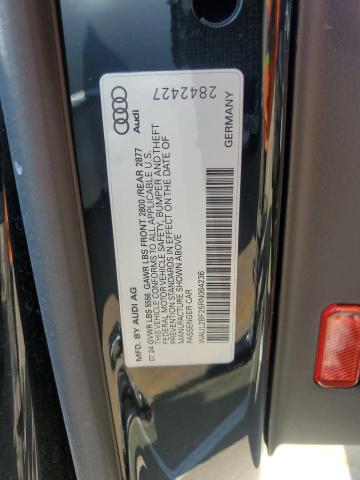 Audi
2842427
GERMANY
MFD. BY AUDI AG
07 24 GVWR LBS 5556 GAWR LBS FRONT 2800 /REAR 2877
THIS VEHICLE CONFORMS TO ALL APPLICABLE U.S.
FEDERAL MOTOR VEHICLE SAFETY, BUMPER AND THEFT
PREVENTION STANDARDS IN EFFECT ON THE DATE OF
MANUFACTURE SHOWN ABOVE
PASSENGER CAR
WAUL2BF25RN064236